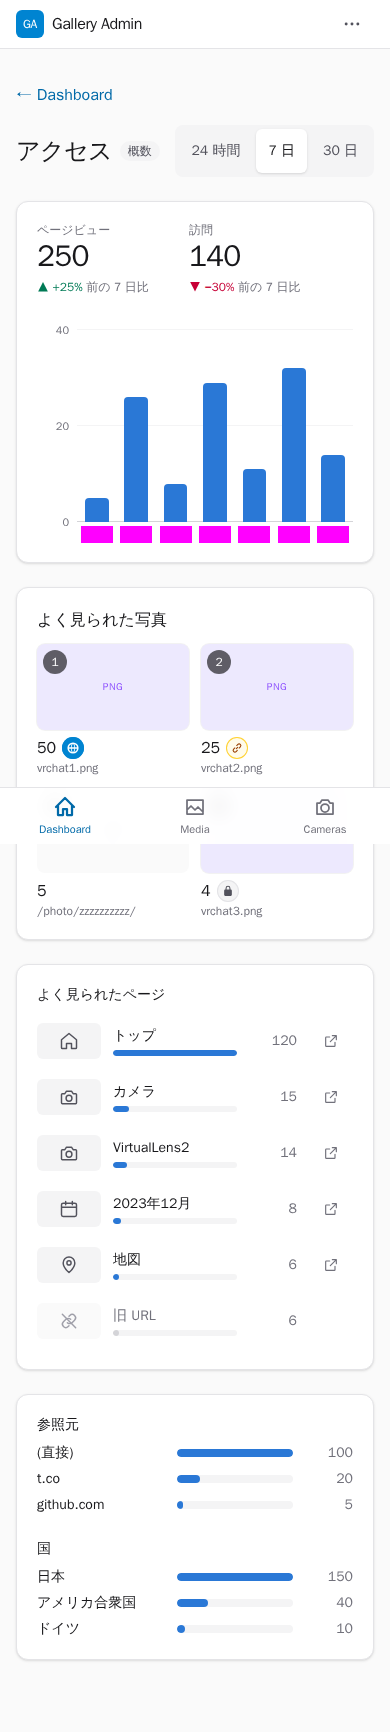 GA Gallery Admin
← Dashboard
アクセス 概数 24 時間 7 日 30 日
ページビュー 訪問
250 140
▲ +25% 前の 7 日比 ▼ −30% 前の 7 日比
40
20
0
よく見られた写真
1 PNG 2 PNG
50 25
vrchat1.png vrchat2.png
Dashboard Media Cameras
5 4
/photo/zzzzzzzzzz/ vrchat3.png
よく見られたページ
トップ 120
カメラ 15
VirtualLens2 14
2023年12月 8
地図 6
旧 URL 6
参照元
(直接) 100
t.co 20
github.com 5
国
日本 150
アメリカ合衆国 40
ドイツ 10